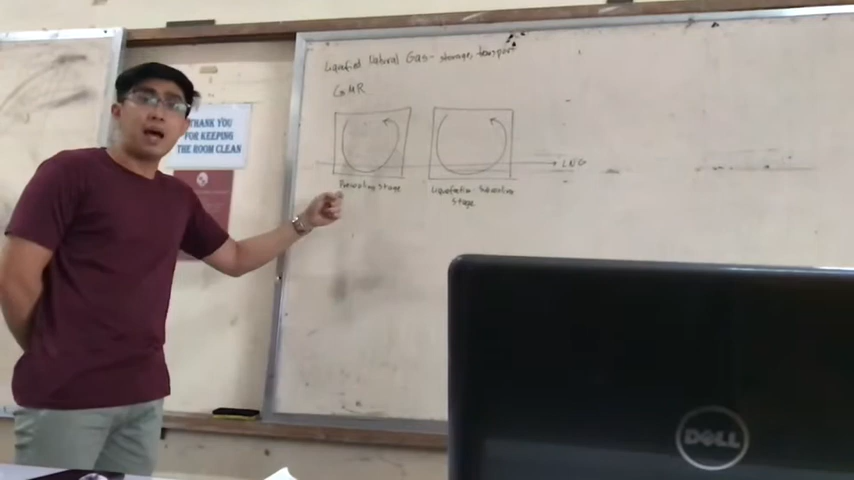 Liquified Natural Gas - storage, transport
GMR
THANK YOU
FOR KEEPING
THE ROOM CLEAN
LNG
Precooling Stage
Liquefaction - Subcooling
Stage
DELL